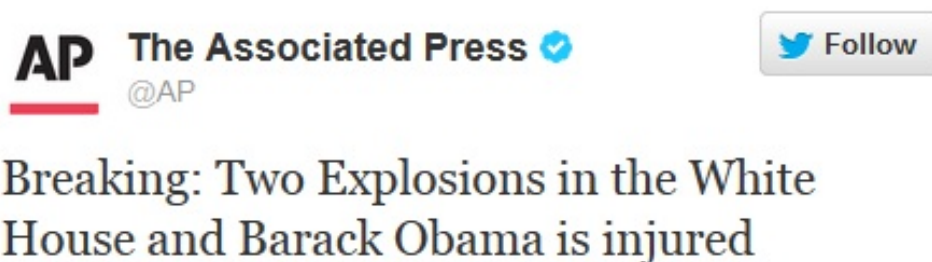 AP The Associated Press
Follow
@AP
Breaking: Two Explosions in the White
House and Barack Obama is injured